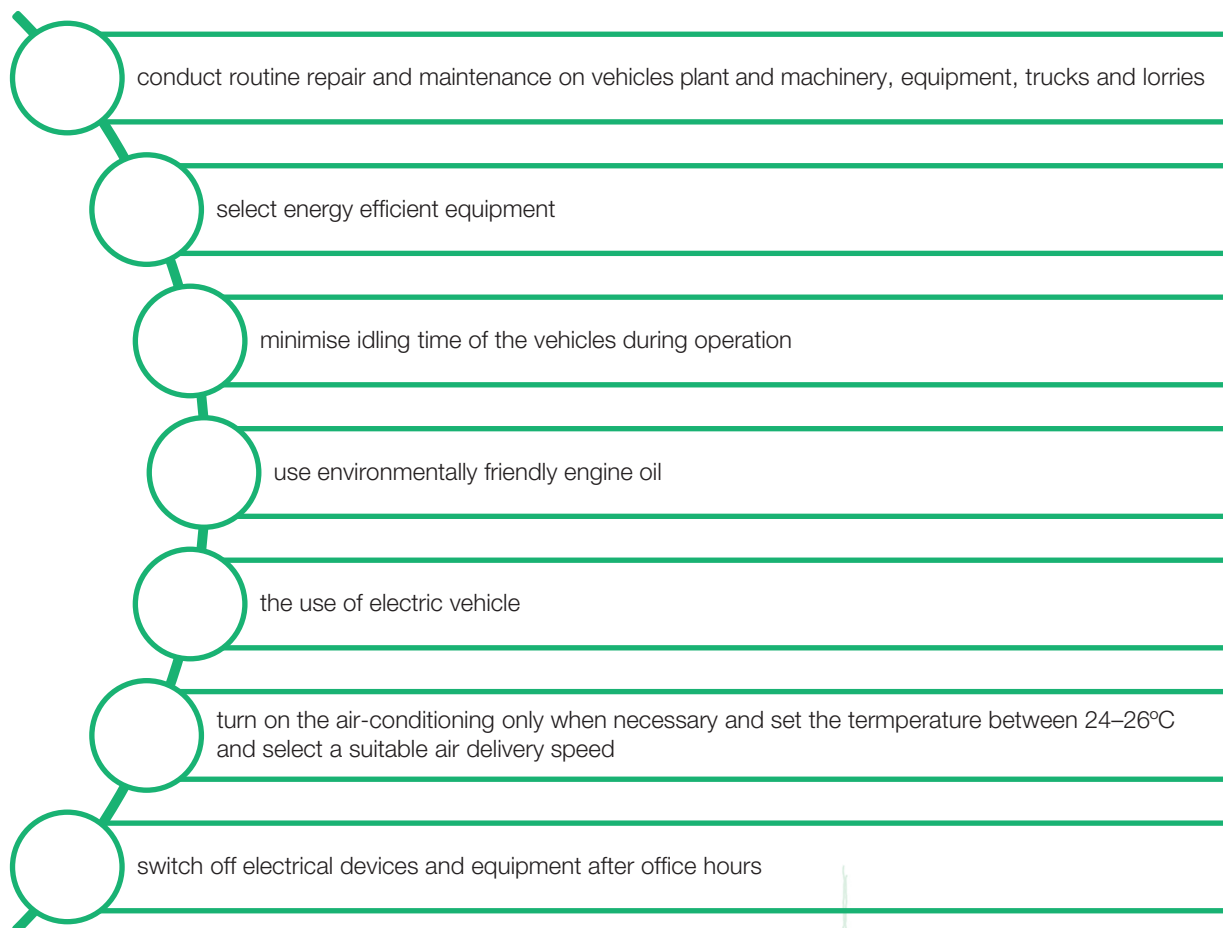 conduct routine repair and maintenance on vehicles plant and machinery, equipment, trucks and lorries
select energy efficient equipment
minimise idling time of the vehicles during operation
use environmentally friendly engine oil
the use of electric vehicle
turn on the air-conditioning only when necessary and set the termperature between 24–26ºC
and select a suitable air delivery speed
switch off electrical devices and equipment after office hours